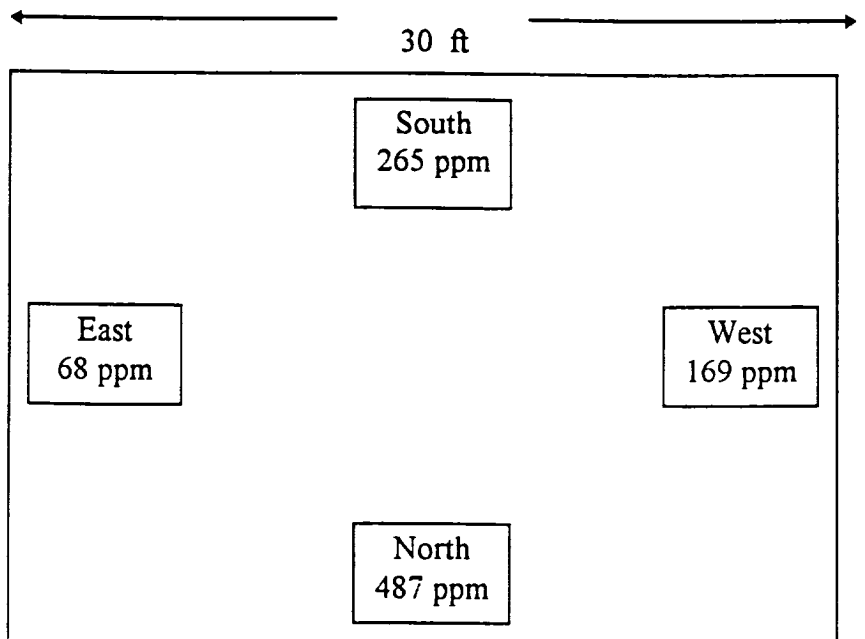 30 ft
South
265 ppm
East
68 ppm
West
169 ppm
North
487 ppm